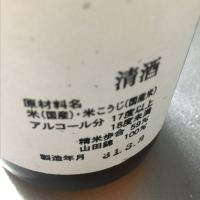 清酒
原材料名
米(国産)・米こうじ(国産米)
アルコール分 17度以上
18度未満
精米歩合 59%
山田錦 100%
製造年月 31.3.月